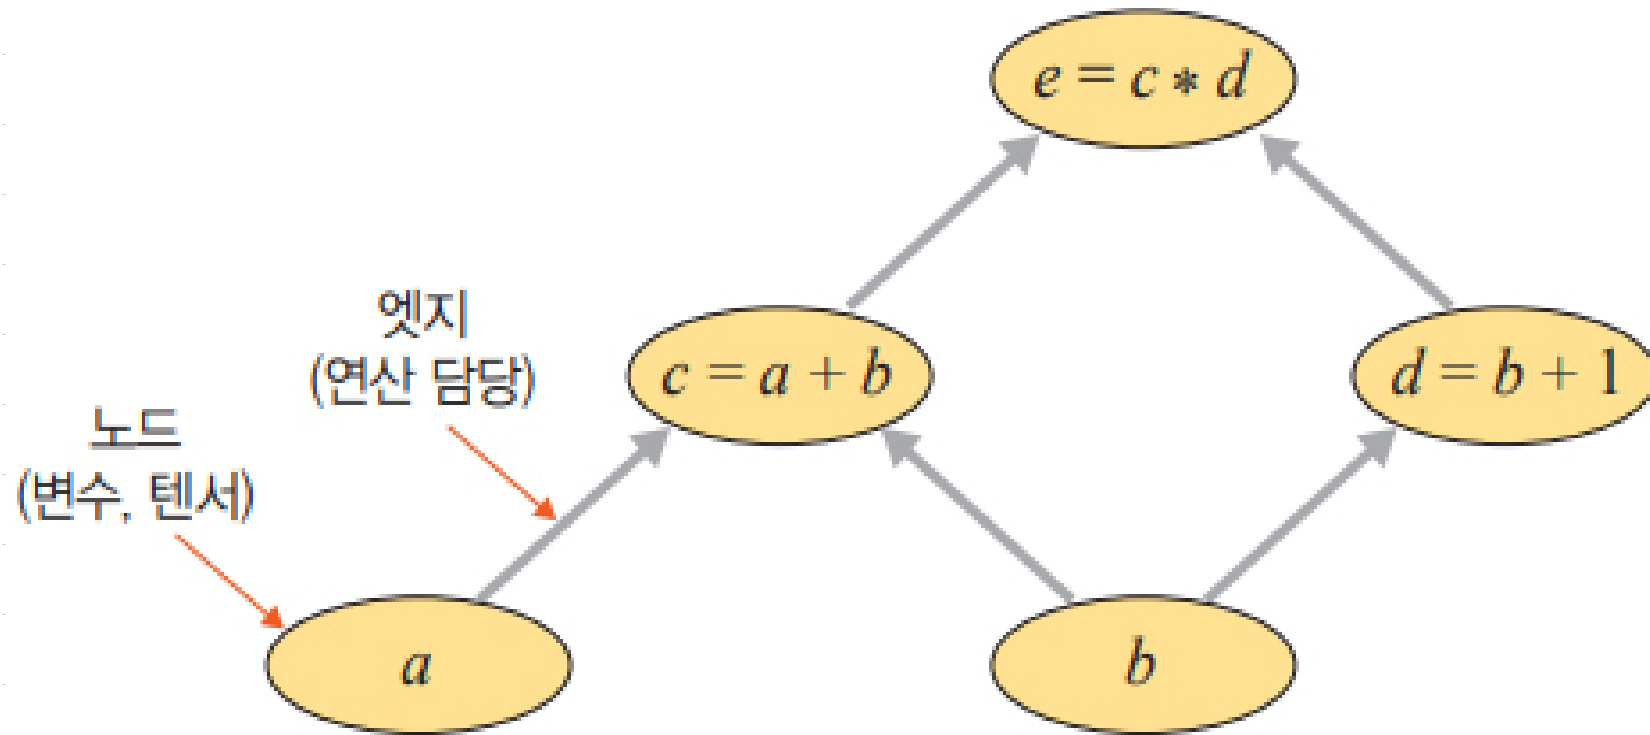 e = c * d
엣지
(연산 담당)
c = a + b
d = b + 1
노드
(변수, 텐서)
a
b